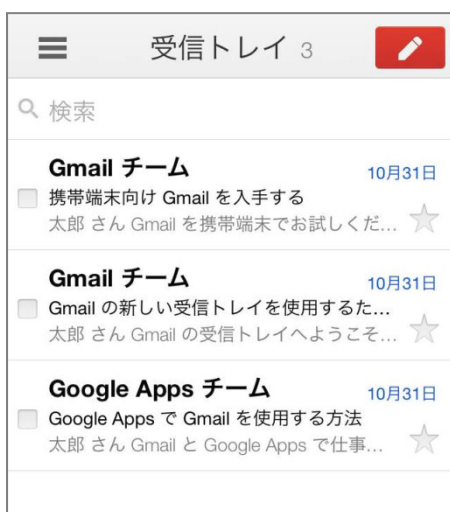 受信トレイ 3
検索
Gmail チーム
10月31日
携帯端末向け Gmail を入手する
太郎 さん Gmail を携帯端末でお試しくだ...
Gmail チーム
10月31日
Gmail の新しい受信トレイを使用するた...
太郎 さん Gmail の受信トレイへようこそ...
Google Apps チーム
10月31日
Google Apps で Gmail を使用する方法
太郎 さん Gmail と Google Apps で仕事...